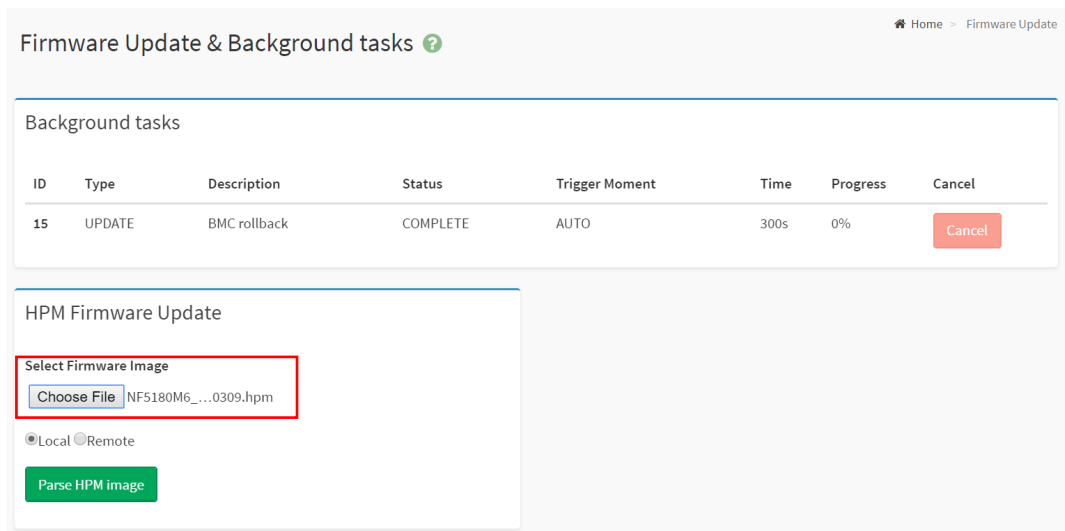 Home > Firmware Update
Firmware Update & Background tasks ?
Background tasks
ID Type Description Status Trigger Moment Time Progress Cancel
15 UPDATE BMC rollback COMPLETE AUTO 300s 0% Cancel
HPM Firmware Update
Select Firmware Image
Choose File NF5180M6_...0309.hpm
Local Remote
Parse HPM image